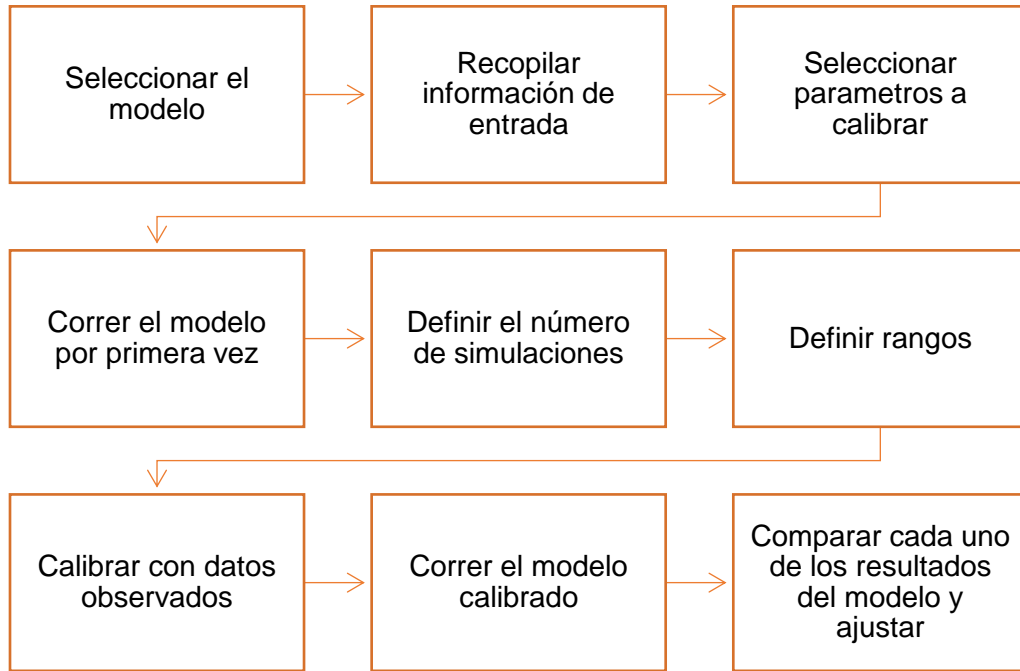 Seleccionar el
modelo
Recopilar
información de
entrada
Seleccionar
parametros a
calibrar
Correr el modelo
por primera vez
Definir el número
de simulaciones
Definir rangos
Calibrar con datos
observados
Correr el modelo
calibrado
Comparar cada uno
de los resultados
del modelo y
ajustar